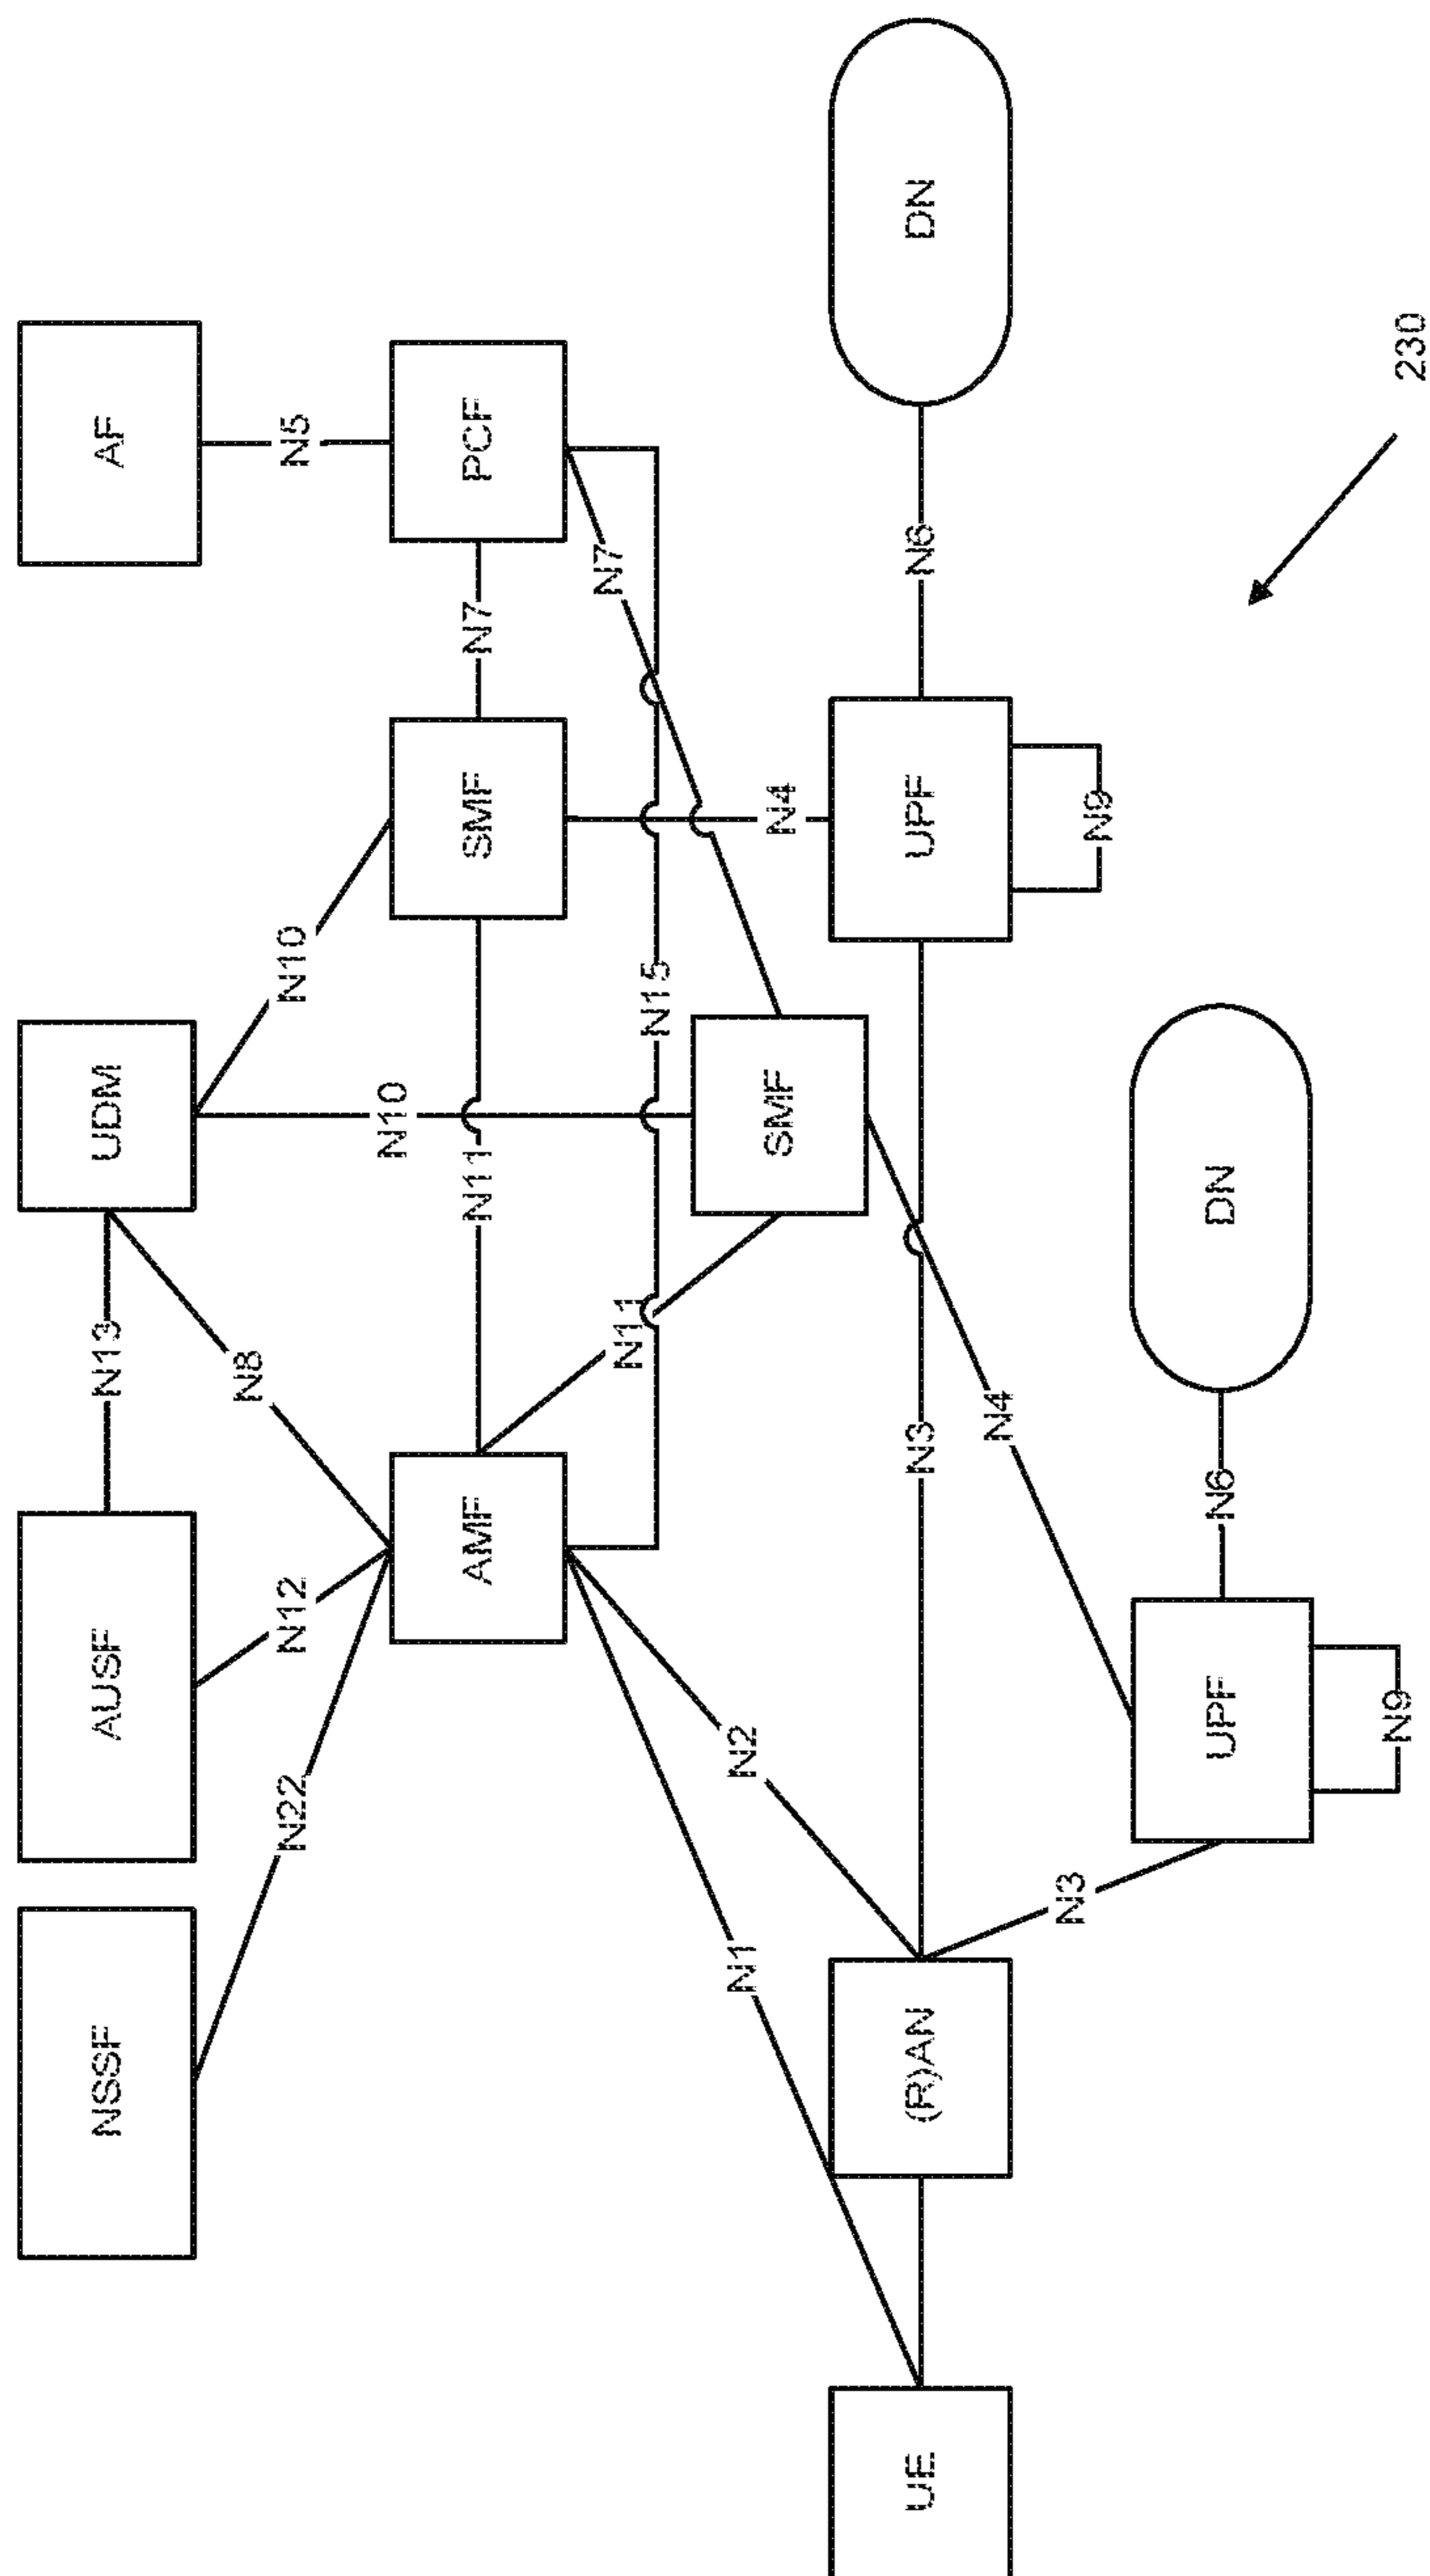 NSSF
AUSF
N13
UDM
AF
N22
N12
N8
N10
N5
N10
AMF
N11
SMF
N7
PCF
N11
N15
N7
N1
N2
SMF
N4
UE
(R)AN
N3
UPF
N6
DN
N3
N4
N9
UPF
N6
DN
N9
230